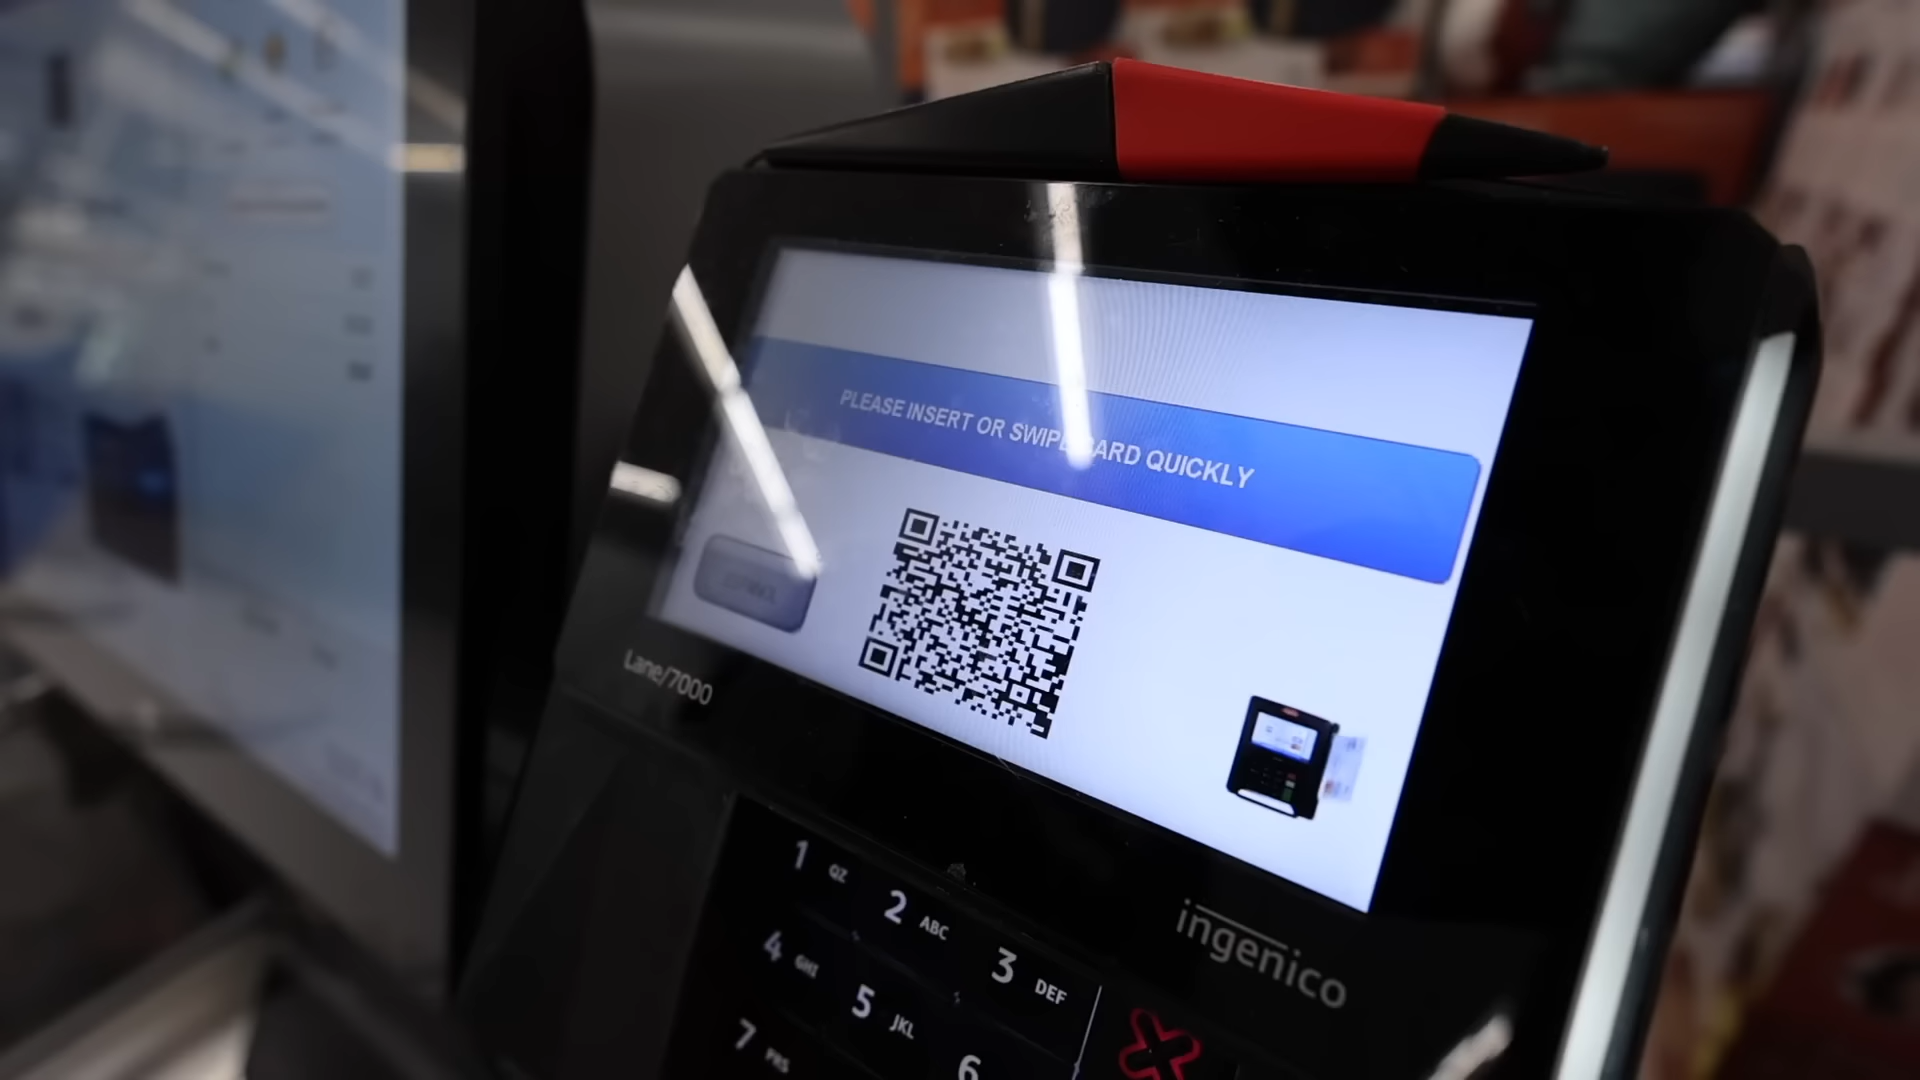 PLEASE INSERT OR SWIPE CARD QUICKLY
Lane/7000
ingenico
1 QZ
2 ABC
3 DEF
4 GHI
5 JKL
6
7 PRS